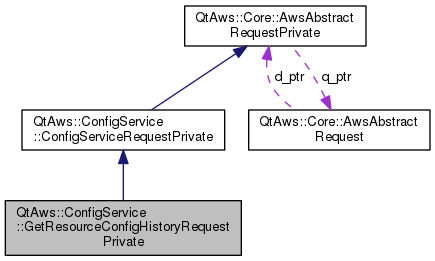 QtAws::Core::AwsAbstract
RequestPrivate
d_ptr
q_ptr
QtAws::ConfigService
::ConfigServiceRequestPrivate
QtAws::Core::AwsAbstract
Request
QtAws::ConfigService
::GetResourceConfigHistoryRequest
Private